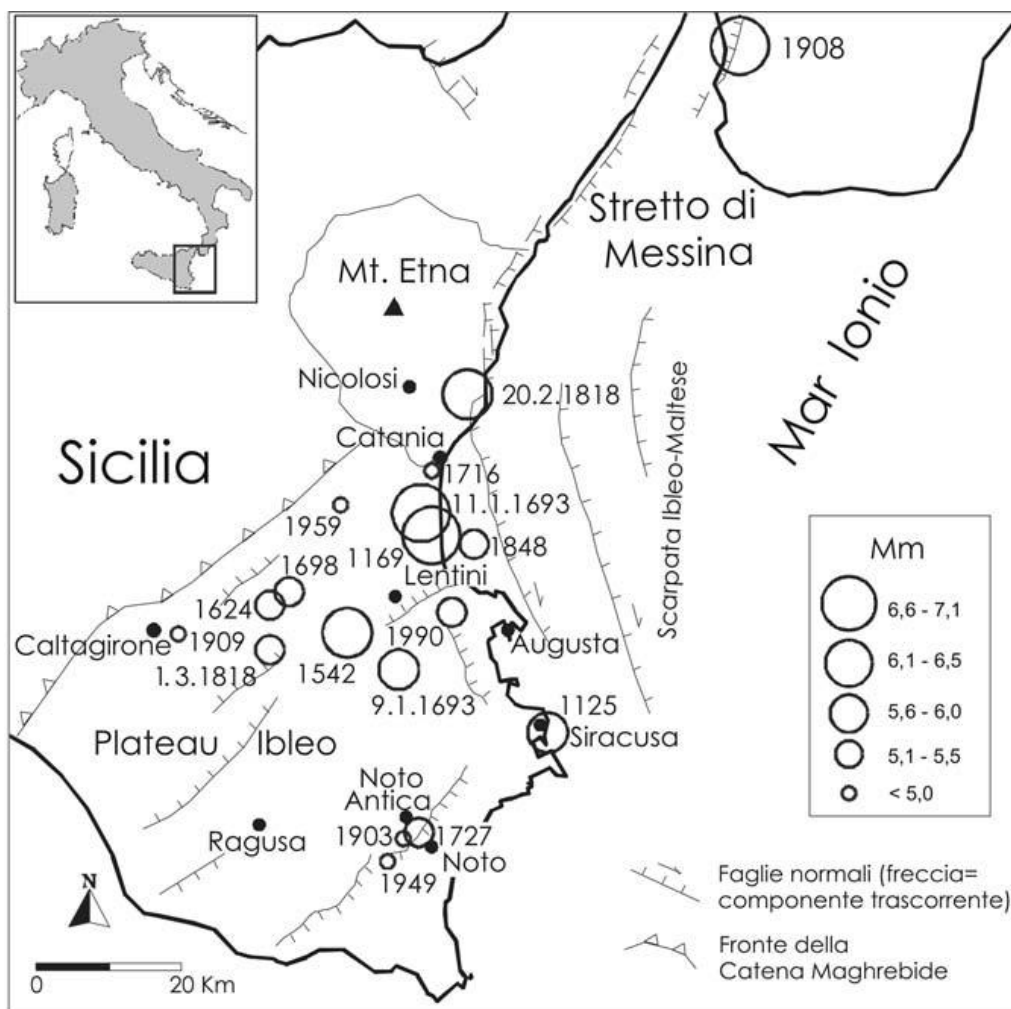 1908
Stretto di
Messina
Mt. Etna
Mar Ionio
Nicolosi
20.2.1818
Scarpata Ibleo-Maltese
Catania
Sicilia
1716
11.1.1693
1959
1169
1848
Lentini
1698
1624
Caltagirone
1909
1990
Augusta
1.3.1818
1542
9.1.1693
1125
Siracusa
Plateau Ibleo
Noto
Antica
1903
1727
Ragusa
Noto
1949
Mm
6,6 - 7,1
6,1 - 6,5
5,6 - 6,0
5,1 - 5,5
< 5,0
Faglie normali (freccia=
componente trascorrente)
Fronte della
Catena Maghrebide
N
0 20 Km